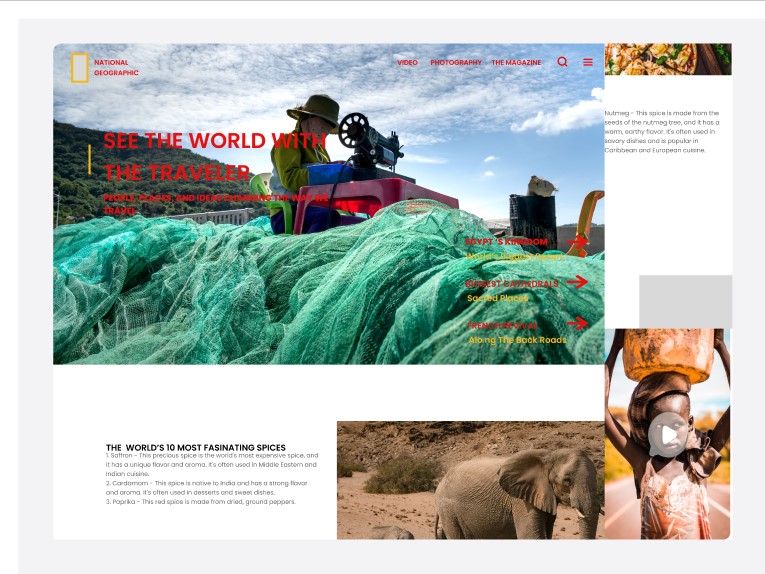 NATIONAL
GEOGRAPHIC
VIDEO PHOTOGRAPHY THE MAGAZINE
SEE THE WORLD WITH
THE TRAVELER
PEOPLE, PLACES, AND IDEAS CHANGING THE WAY WE
TRAVEL
EGYPT 'S KINGDOM
World's
BIGGEST CATHEDRALS
Sacred Places
Along The Back Roads
Nutmeg - This spice is made from the
seeds of the nutmeg tree, and it has a
warm, earthy flavor. it's often used in
savory dishes and is popular in
Caribbean and European cuisine.
THE WORLD'S 10 MOST FASINATING SPICES
1. Saffron - This precious spice is the world's most expensive spice, and
it has a unique flavor and aroma. it's often used in Middle Eastern and
Indian cuisine.
2. Cardamom - This spice is native to India and has a strong flavor
and aroma. it's often used in desserts and sweet dishes.
3. Paprika - This red spice is made from dried, ground peppers.